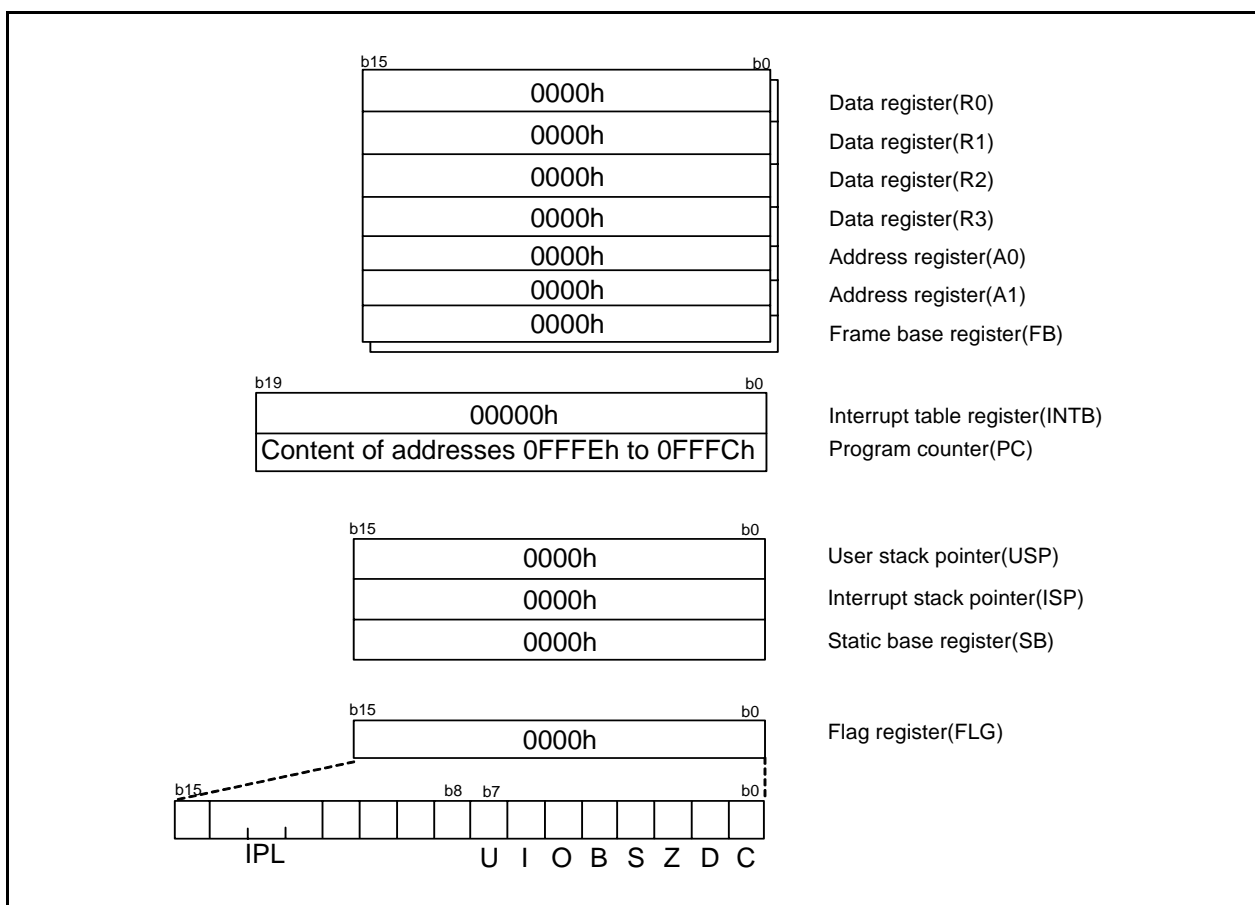 b15 b0
0000h Data register(R0)
0000h Data register(R1)
0000h Data register(R2)
0000h Data register(R3)
0000h Address register(A0)
0000h Address register(A1)
0000h Frame base register(FB)
b19 b0
00000h Interrupt table register(INTB)
Content of addresses 0FFFEh to 0FFFCh Program counter(PC)
b15 b0
0000h User stack pointer(USP)
0000h Interrupt stack pointer(ISP)
0000h Static base register(SB)
b15 b0
0000h Flag register(FLG)
b15 b8 b7 b0
IPL U I O B S Z D C